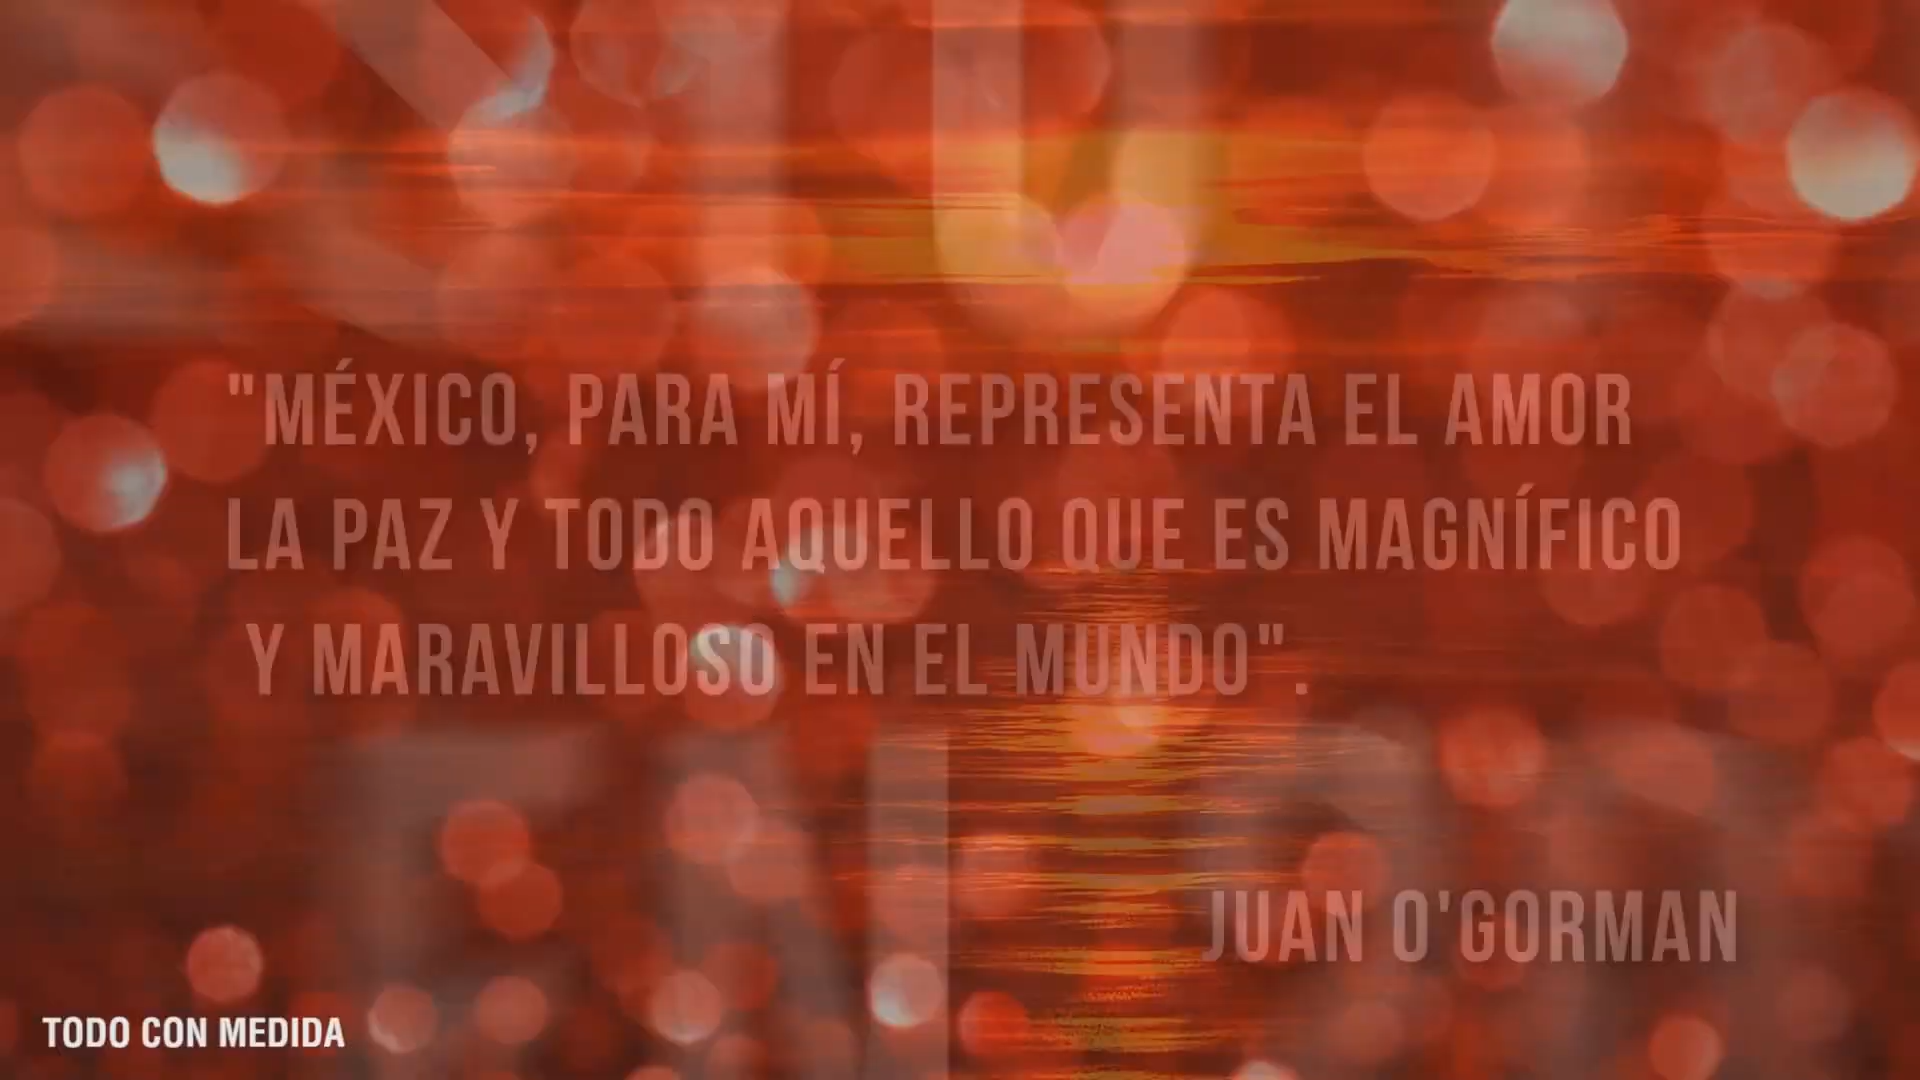 "MÉXICO, PARA MÍ, REPRESENTA EL AMOR
LA PAZ Y TODO AQUELLO QUE ES MAGNÍFICO
Y MARAVILLOSO EN EL MUNDO".
JUAN O'GORMAN
TODO CON MEDIDA